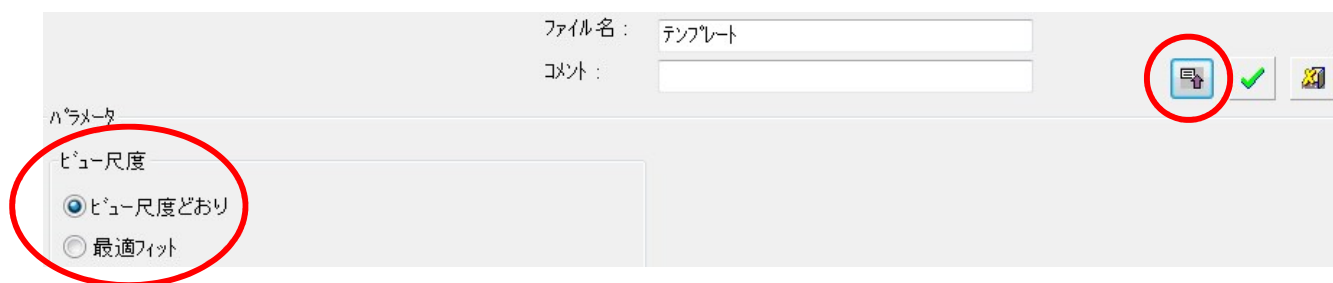 ファイル名 : テンプレート
コメント :
パラメータ
ビュー尺度
ビュー尺度どおり
最適フィット